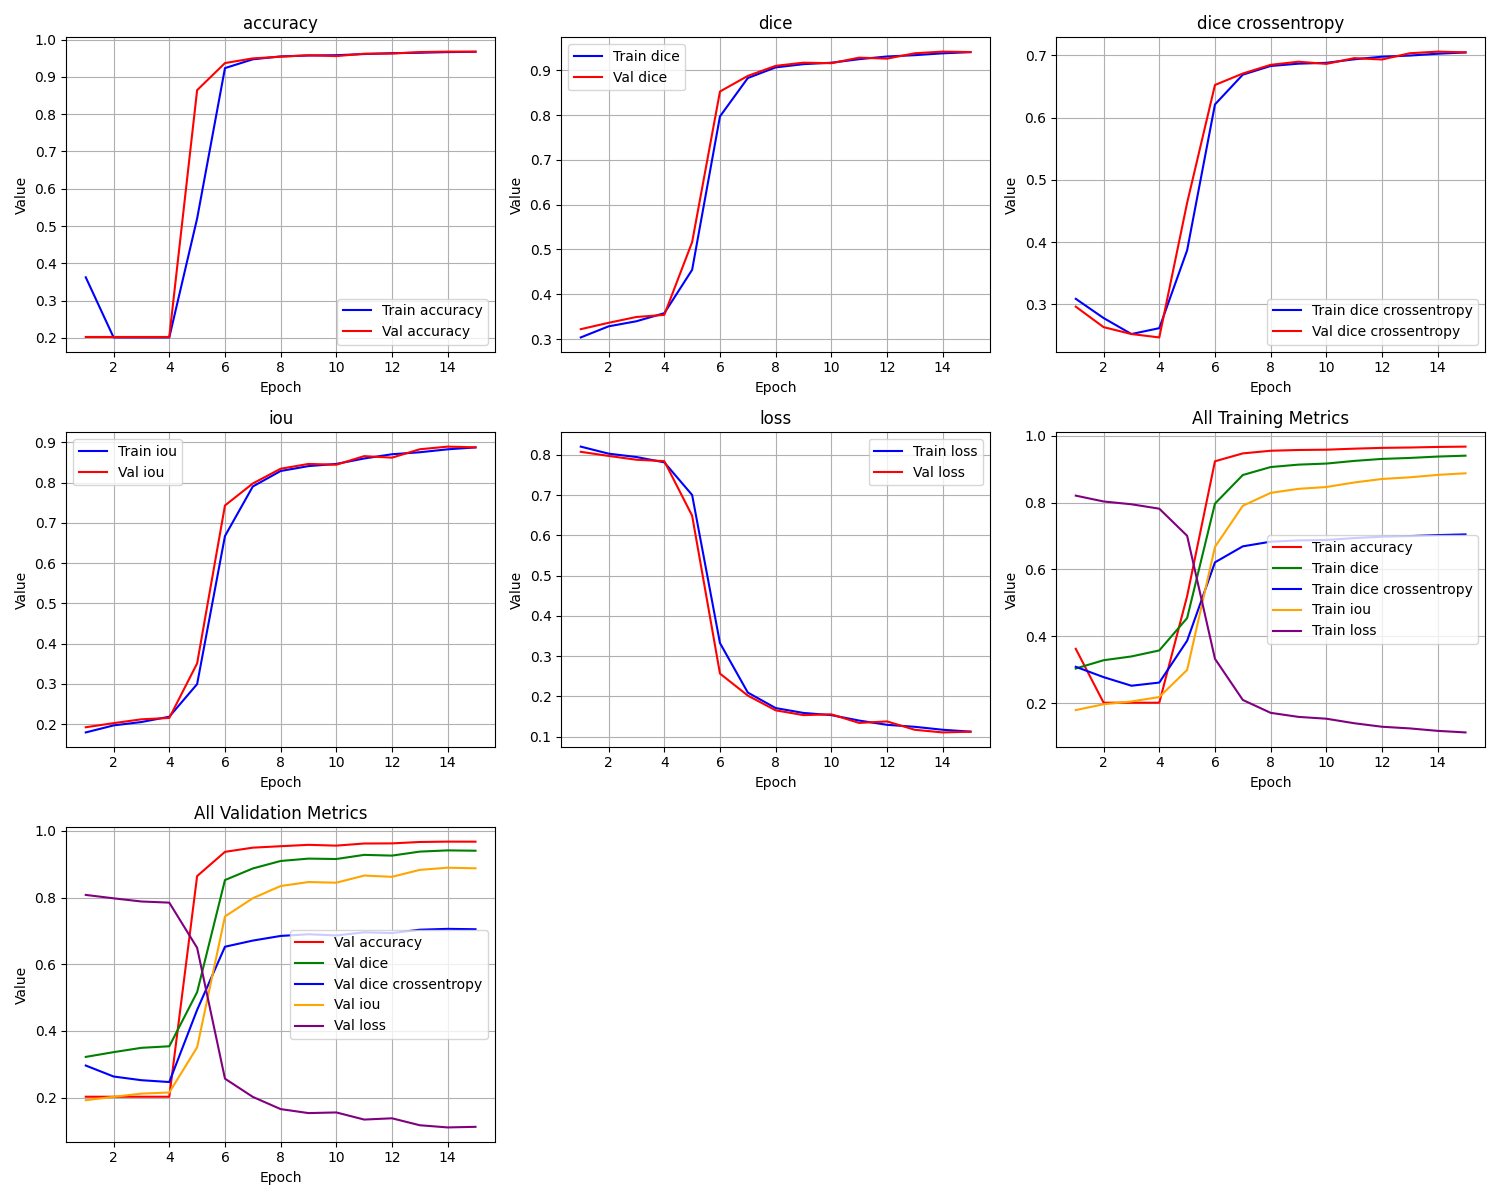 accuracy
1.0
0.9
0.8
0.7
0.6
0.5
0.4
0.3
0.2
Value
Train accuracy
Val accuracy
2 4 6 8 10 12 14
Epoch
dice
0.9
0.8
0.7
0.6
0.5
0.4
0.3
Value
Train dice
Val dice
2 4 6 8 10 12 14
Epoch
dice crossentropy
0.7
0.6
0.5
0.4
0.3
Value
Train dice crossentropy
Val dice crossentropy
2 4 6 8 10 12 14
Epoch
iou
0.9
0.8
0.7
0.6
0.5
0.4
0.3
0.2
Value
Train iou
Val iou
2 4 6 8 10 12 14
Epoch
loss
0.8
0.7
0.6
0.5
0.4
0.3
0.2
0.1
Value
Train loss
Val loss
2 4 6 8 10 12 14
Epoch
All Training Metrics
1.0
0.8
0.6
0.4
0.2
Value
Train accuracy
Train dice
Train dice crossentropy
Train iou
Train loss
2 4 6 8 10 12 14
Epoch
All Validation Metrics
1.0
0.8
0.6
0.4
0.2
Value
Val accuracy
Val dice
Val dice crossentropy
Val iou
Val loss
2 4 6 8 10 12 14
Epoch